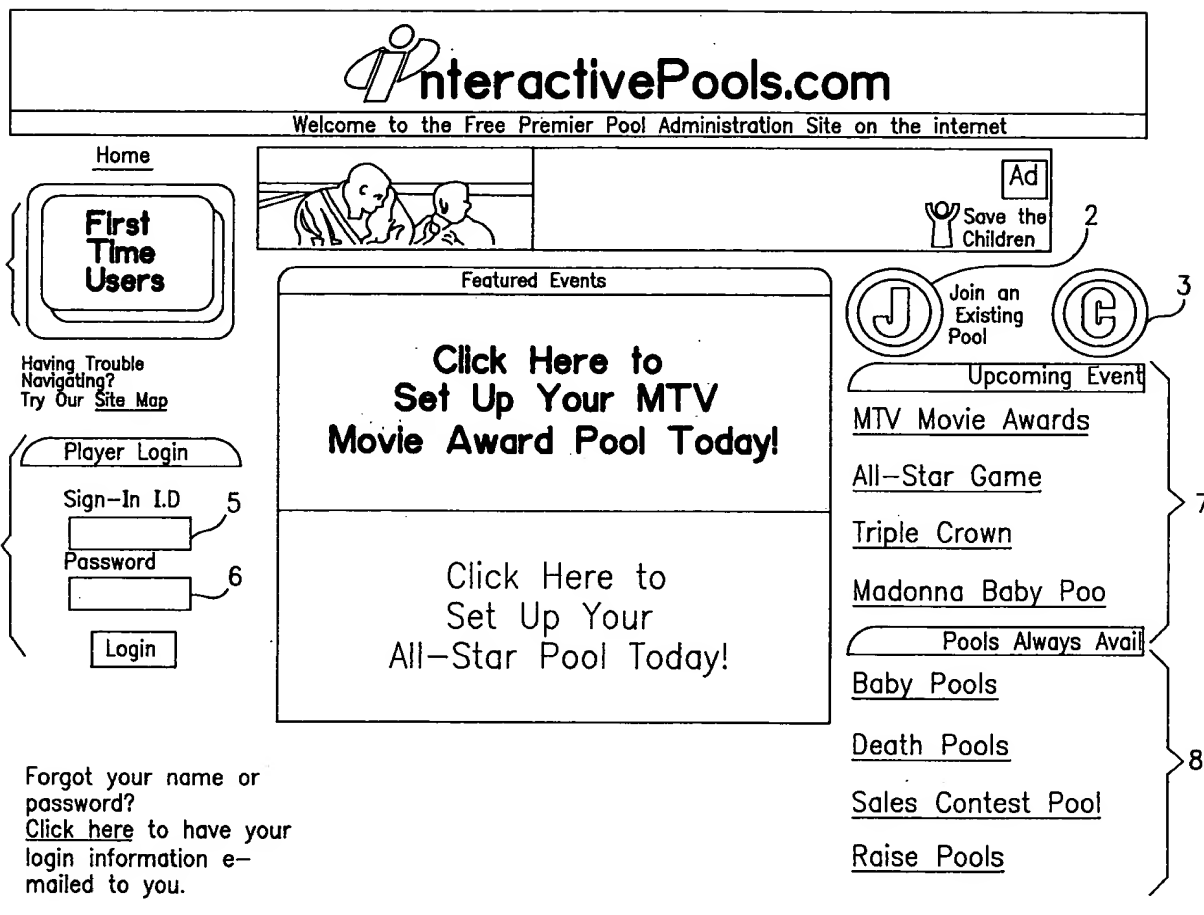 interactivePools.com
Welcome to the Free Premier Pool Administration Site on the internet
Home
First
Time
Users
Having Trouble
Navigating?
Try Our Site Map
Player Login
Sign-In I.D
5
Password
6
Login
Forgot your name or
password?
Click here to have your
login information e-
mailed to you.
Ad
Save the
Children
Featured Events
Click Here to
Set Up Your MTV
Movie Award Pool Today!
Click Here to
Set Up Your
All-Star Pool Today!
2
J
Join an
Existing
Pool
C
3
Upcoming Event
MTV Movie Awards
All-Star Game
Triple Crown
Madonna Baby Poo
7
Pools Always Avail
Baby Pools
Death Pools
Sales Contest Pool
Raise Pools
8